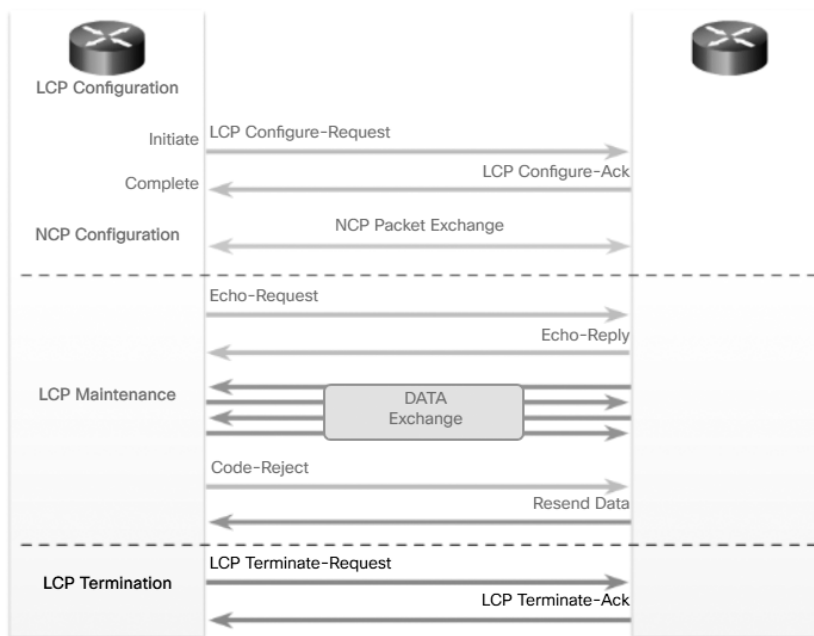 LCP Configuration
Initiate
LCP Configure-Request
LCP Configure-Ack
Complete
NCP Configuration
NCP Packet Exchange
Echo-Request
Echo-Reply
LCP Maintenance
DATA
Exchange
Code-Reject
Resend Data
LCP Terminate-Request
LCP Termination
LCP Terminate-Ack